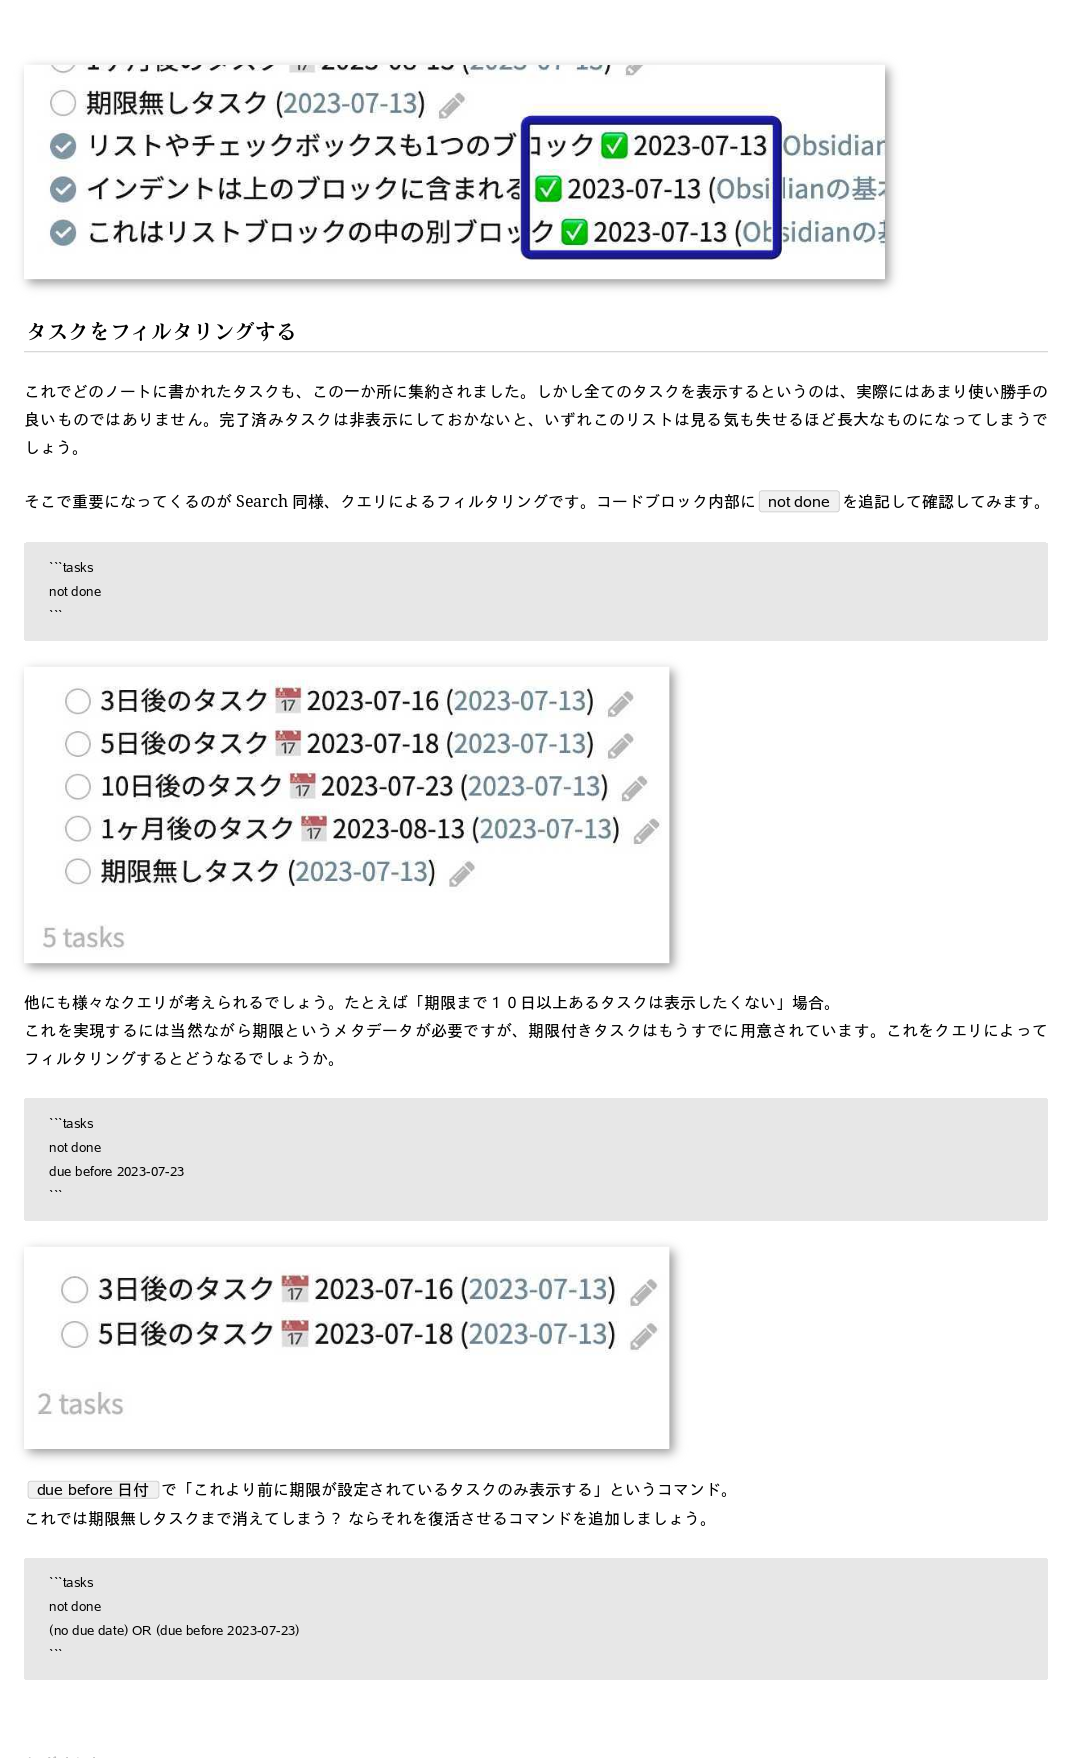 1ヶ月後のタスク 📅 2023-08-13 (2023-07-13)
期限無しタスク (2023-07-13)
リストやチェックボックスも1つのブロック ✅ 2023-07-13 (Obsidian
インデントは上のブロックに含まれる ✅ 2023-07-13 (Obsidianの基本
これはリストブロックの中の別ブロック ✅ 2023-07-13 (Obsidianの基
タスクをフィルタリングする
これでどのノートに書かれたタスクも、この一か所に集約されました。しかし全てのタスクを表示するというのは、実際にはあまり使い勝手の
良いものではありません。完了済みタスクは非表示にしておかないと、いずれこのリストは見る気も失せるほど長大なものになってしまうで
しょう。
そこで重要になってくるのが Search 同様、クエリによるフィルタリングです。コードブロック内部に not done を追記して確認してみます。
```tasks
not done
```
3日後のタスク 📅 2023-07-16 (2023-07-13)
5日後のタスク 📅 2023-07-18 (2023-07-13)
10日後のタスク 📅 2023-07-23 (2023-07-13)
1ヶ月後のタスク 📅 2023-08-13 (2023-07-13)
期限無しタスク (2023-07-13)
5 tasks
他にも様々なクエリが考えられるでしょう。たとえば「期限まで１０日以上あるタスクは表示したくない」場合。
これを実現するには当然ながら期限というメタデータが必要ですが、期限付きタスクはもうすでに用意されています。これをクエリによって
フィルタリングするとどうなるでしょうか。
```tasks
not done
due before 2023-07-23
```
3日後のタスク 📅 2023-07-16 (2023-07-13)
5日後のタスク 📅 2023-07-18 (2023-07-13)
2 tasks
due before 日付 で「これより前に期限が設定されているタスクのみ表示する」というコマンド。
これでは期限無しタスクまで消えてしまう？ ならそれを復活させるコマンドを追加しましょう。
```tasks
not done
(no due date) OR (due before 2023-07-23)
```